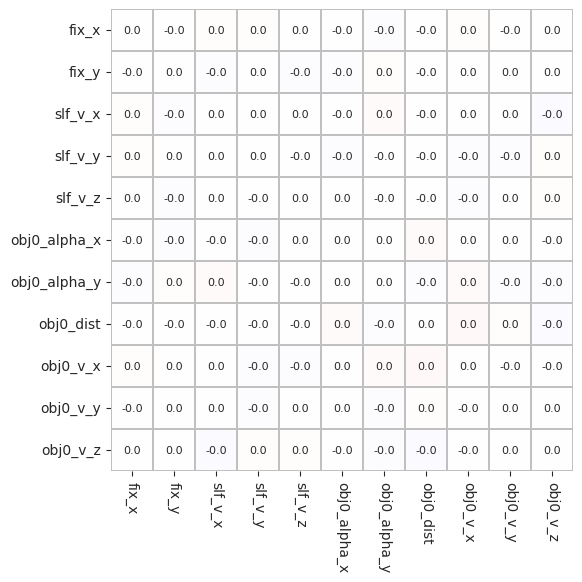 fix_x 0.0 -0.0 0.0 0.0 0.0 -0.0 -0.0 -0.0 0.0 -0.0 0.0
fix_y -0.0 0.0 -0.0 0.0 -0.0 -0.0 0.0 -0.0 0.0 0.0 0.0
slf_v_x 0.0 -0.0 0.0 0.0 0.0 -0.0 0.0 -0.0 0.0 0.0 -0.0
slf_v_y 0.0 0.0 0.0 0.0 -0.0 -0.0 -0.0 -0.0 -0.0 -0.0 0.0
slf_v_z 0.0 -0.0 0.0 -0.0 0.0 0.0 -0.0 -0.0 -0.0 0.0 0.0
obj0_alpha_x -0.0 -0.0 -0.0 -0.0 0.0 0.0 0.0 0.0 0.0 0.0 -0.0
obj0_alpha_y -0.0 0.0 0.0 -0.0 -0.0 0.0 0.0 -0.0 0.0 -0.0 -0.0
obj0_dist -0.0 -0.0 -0.0 -0.0 -0.0 0.0 -0.0 0.0 0.0 0.0 -0.0
obj0_v_x 0.0 0.0 0.0 -0.0 -0.0 0.0 0.0 0.0 0.0 -0.0 -0.0
obj0_v_y -0.0 0.0 0.0 -0.0 0.0 0.0 -0.0 0.0 -0.0 0.0 0.0
obj0_v_z 0.0 0.0 -0.0 0.0 0.0 -0.0 -0.0 -0.0 -0.0 0.0 0.0
fix_x fix_y slf_v_x slf_v_y slf_v_z obj0_alpha_x obj0_alpha_y obj0_dist obj0_v_x obj0_v_y obj0_v_z